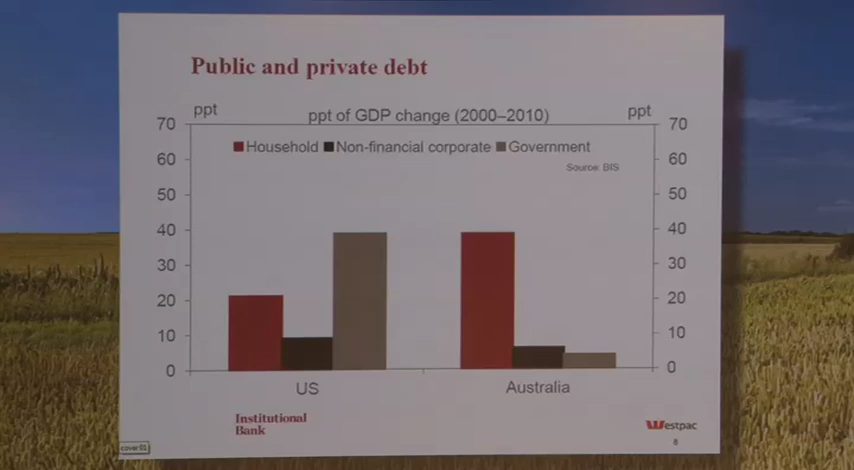 Public and private debt
ppt ppt
ppt of GDP change (2000–2010)
70 70
Household Non-financial corporate Government
60 60
Source: BIS
50 50
40 40
30 30
20 20
10 10
0 0
US Australia
Institutional
Bank
Westpac
8
cover01